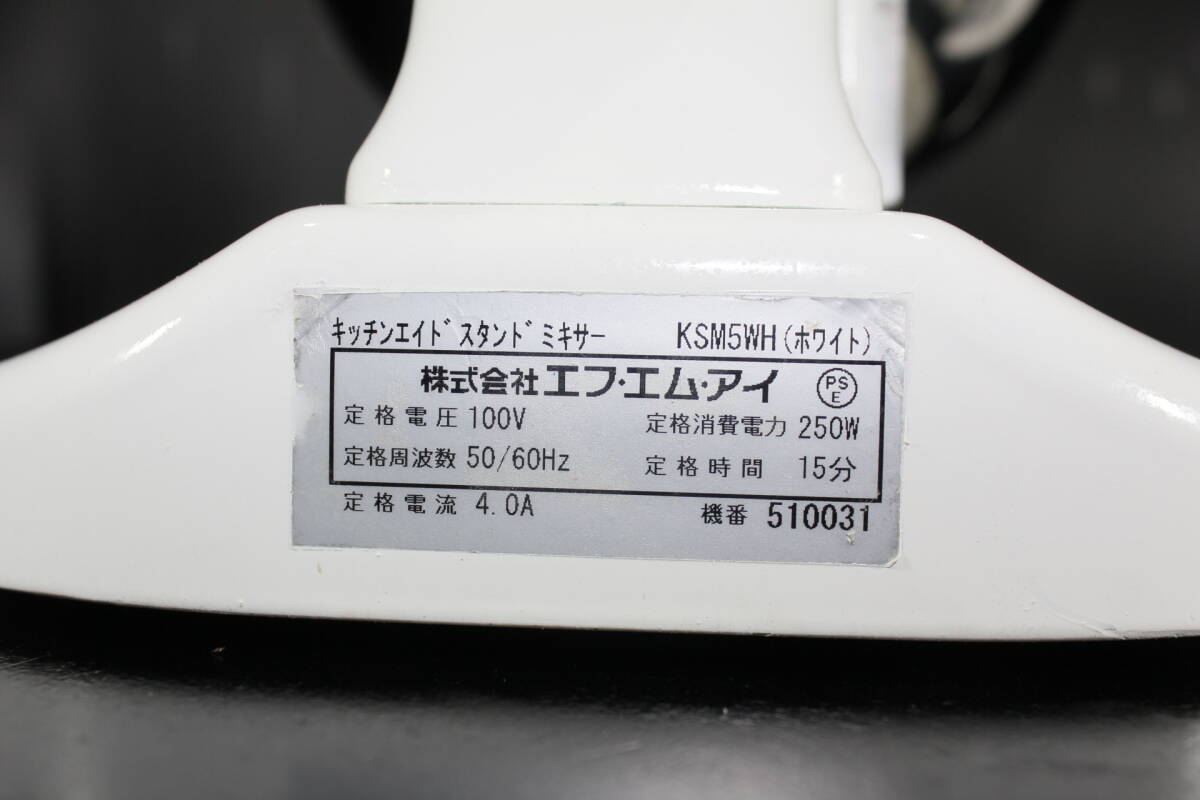 キッチンエイドスタンドミキサー KSM5WH(ホワイト)
株式会社エフ・エム・アイ PSE
定格電圧 100V 定格消費電力 250W
定格周波数 50/60Hz 定格時間 15分
定格電流 4.0A 機番 510031